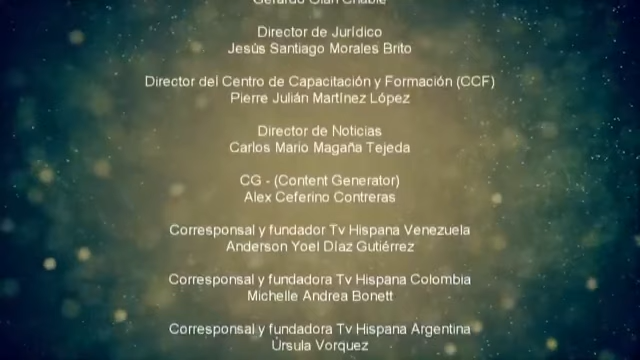 Director de Jurídico
Jesús Santiago Morales Brito
Director del Centro de Capacitación y Formación (CCF)
Pierre Julián Martínez López
Director de Noticias
Carlos Mario Magaña Tejeda
CG - (Content Generator)
Alex Ceferino Contreras
Corresponsal y fundador Tv Hispana Venezuela
Anderson Yoel Díaz Gutiérrez
Corresponsal y fundadora Tv Hispana Colombia
Michelle Andrea Bonett
Corresponsal y fundadora Tv Hispana Argentina
Úrsula Vorquez